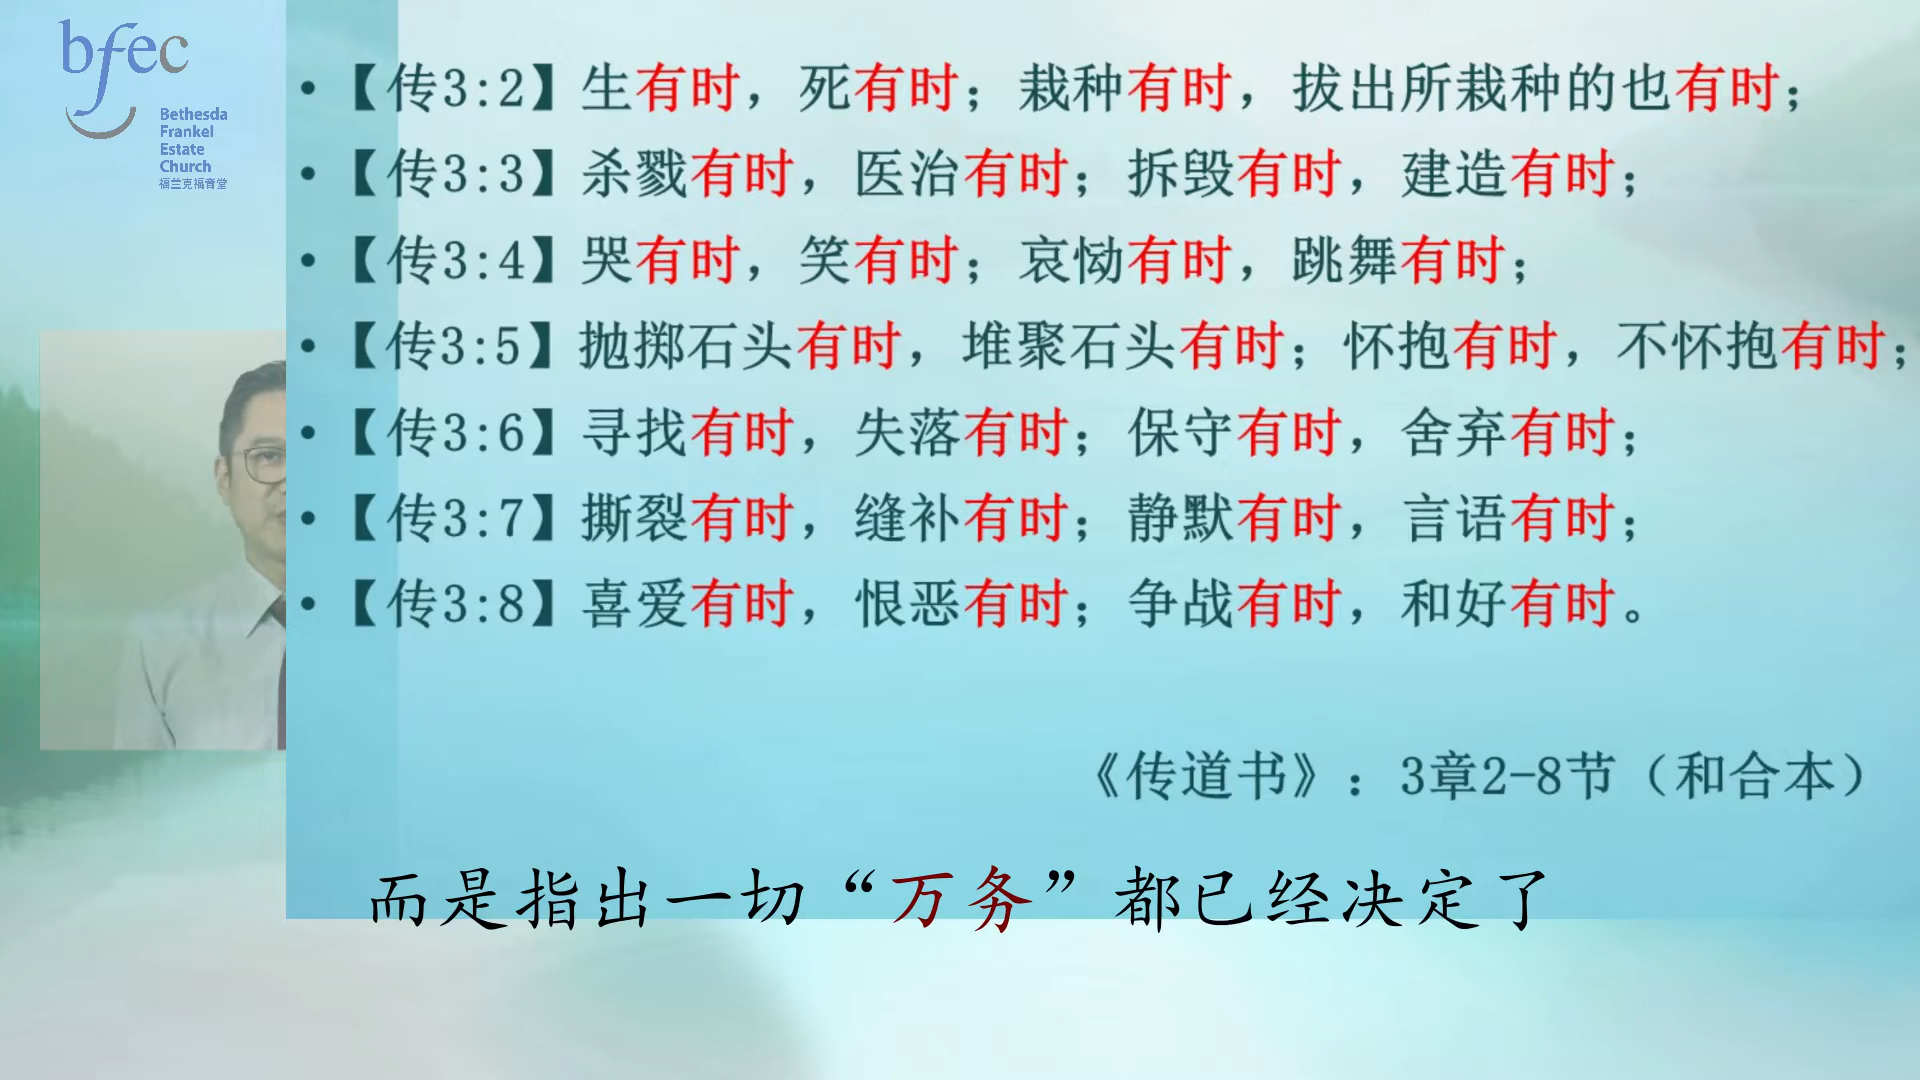 bfec
Bethesda
Frankel
Estate
Church
福兰克福音堂
• 【传3:2】生有时，死有时；栽种有时，拔出所栽种的也有时；
• 【传3:3】杀戮有时，医治有时；拆毁有时，建造有时；
• 【传3:4】哭有时，笑有时；哀恸有时，跳舞有时；
• 【传3:5】抛掷石头有时，堆聚石头有时；怀抱有时，不怀抱有时；
• 【传3:6】寻找有时，失落有时；保守有时，舍弃有时；
• 【传3:7】撕裂有时，缝补有时；静默有时，言语有时；
• 【传3:8】喜爱有时，恨恶有时；争战有时，和好有时。
《传道书》：3章2-8节（和合本）
而是指出一切“万务”都已经决定了